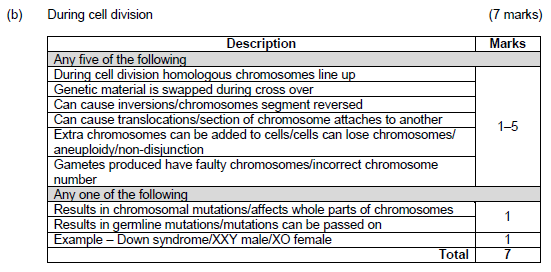 (b) During cell division (7 marks)
Description Marks
Any five of the following
During cell division homologous chromosomes line up
Genetic material is swapped during cross over
Can cause inversions/chromosomes segment reversed
Can cause translocations/section of chromosome attaches to another
Extra chromosomes can be added to cells/cells can lose chromosomes/
aneuploidy/non-disjunction
Gametes produced have faulty chromosomes/incorrect chromosome
number
1–5
Any one of the following
Results in chromosomal mutations/affects whole parts of chromosomes
Results in germline mutations/mutations can be passed on
1
Example – Down syndrome/XXY male/XO female 1
Total 7